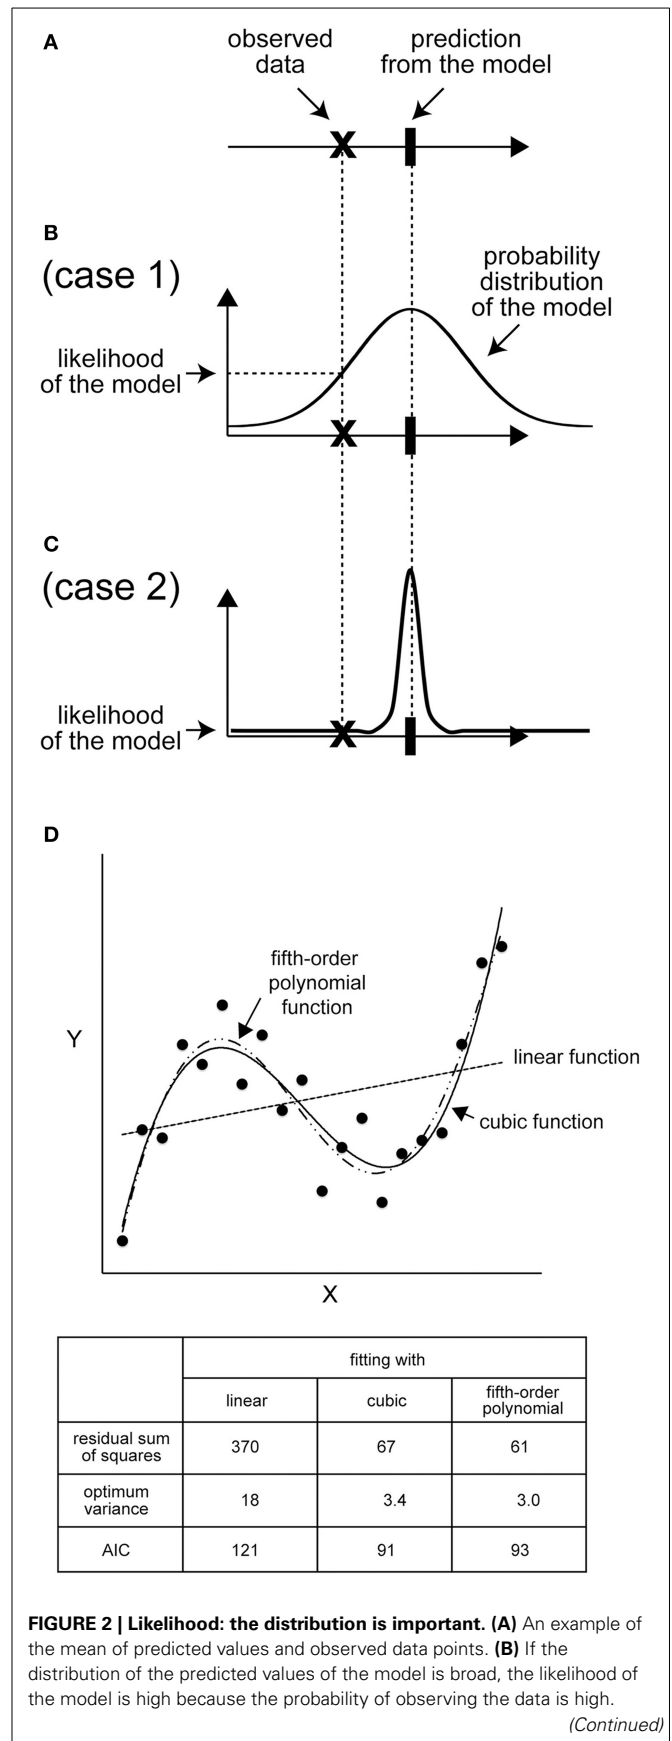 A
observed
data
prediction
from the model
B
(case 1)
probability
distribution
of the model
likelihood
of the model
X
C
(case 2)
likelihood
of the model
D
fifth-order
polynomial
function
Y
linear function
cubic function
X
fitting with
linear cubic fifth-order
polynomial
residual sum
of squares 370 67 61
optimum
variance 18 3.4 3.0
AIC 121 91 93
FIGURE 2 | Likelihood: the distribution is important. (A) An example of
the mean of predicted values and observed data points. (B) If the
distribution of the predicted values of the model is broad, the likelihood of
the model is high because the probability of observing the data is high.
(Continued)